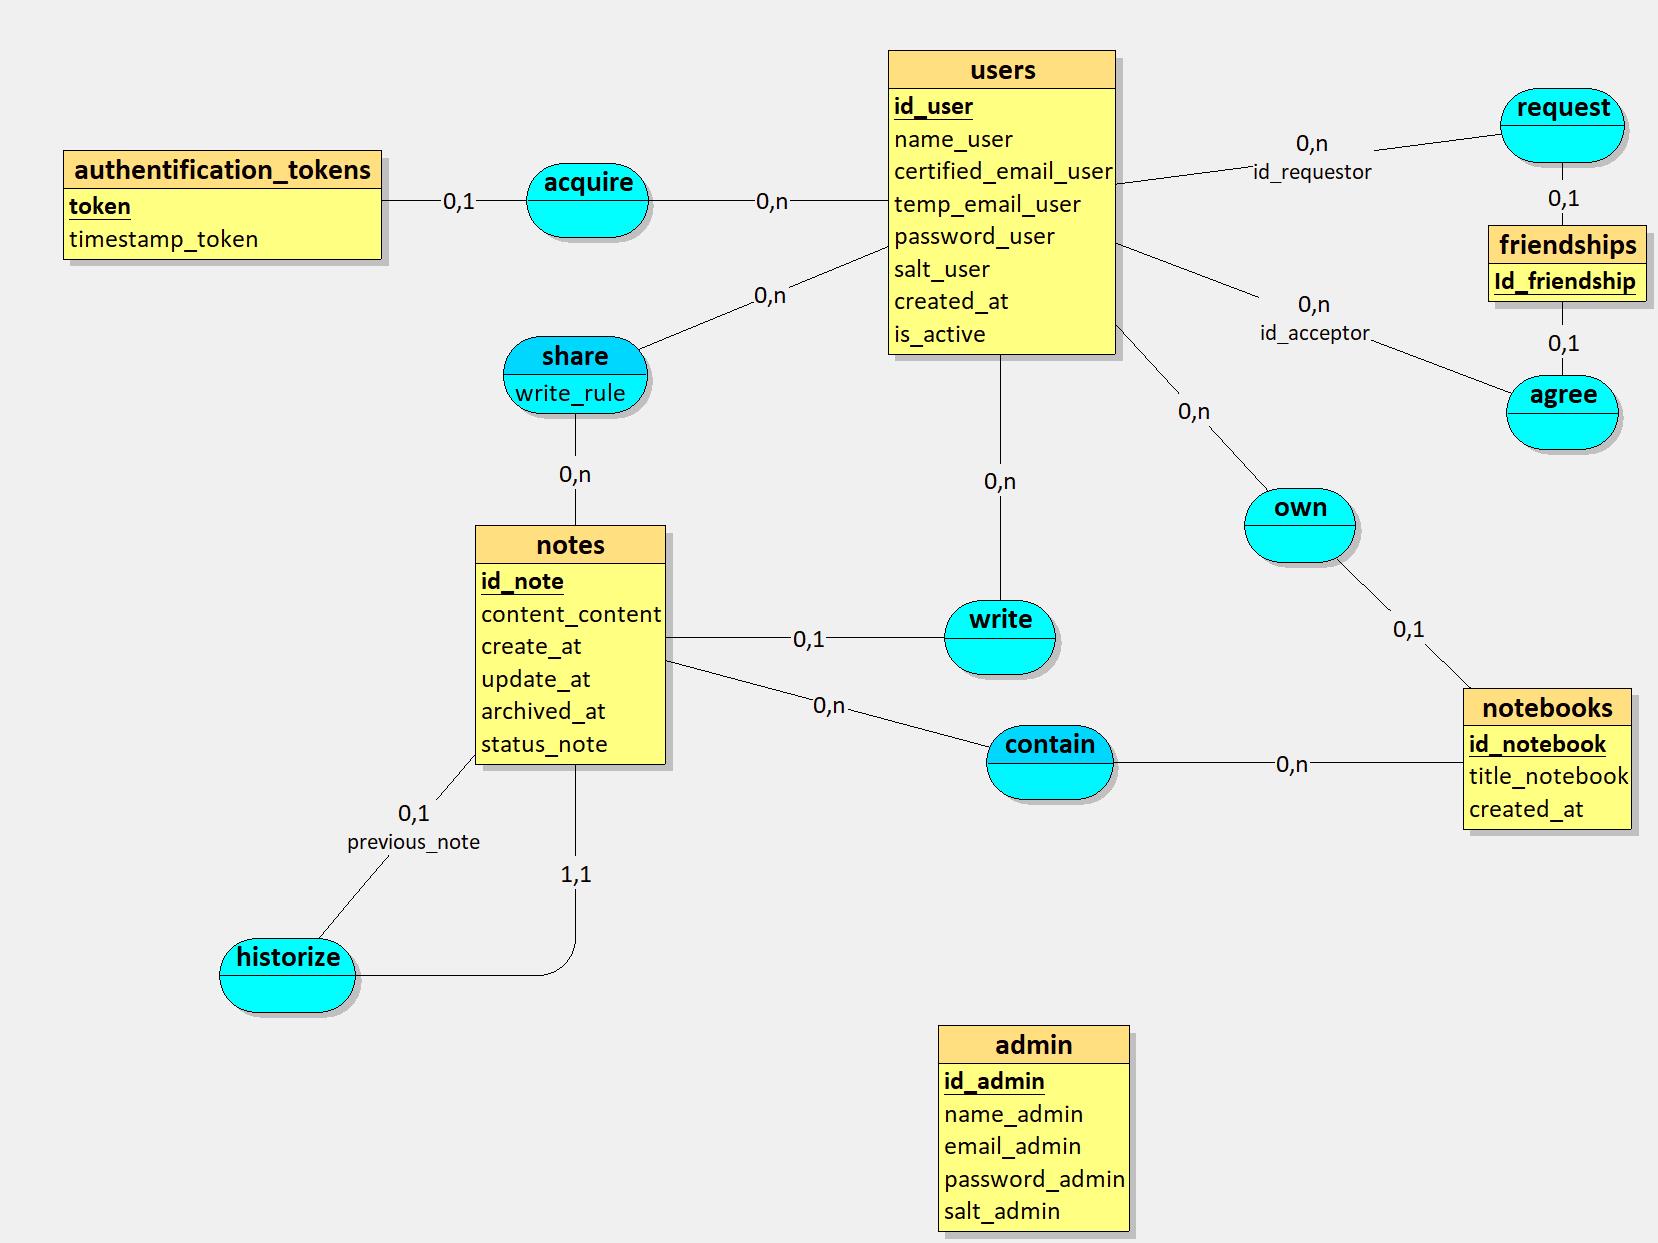 users
id_user
name_user
certified_email_user
temp_email_user
password_user
salt_user
created_at
is_active
request
0,n
id_requestor
authentification_tokens
token
timestamp_token
0,1
acquire
0,n
0,1
friendships
Id_friendship
0,n
id_acceptor
0,1
agree
0,n
share
write_rule
0,n
0,n
0,n
own
notes
id_note
content_content
create_at
update_at
archived_at
status_note
0,n
write
0,1
0,1
0,n
contain
0,n
notebooks
id_notebook
title_notebook
created_at
0,1
previous_note
1,1
historize
admin
id_admin
name_admin
email_admin
password_admin
salt_admin